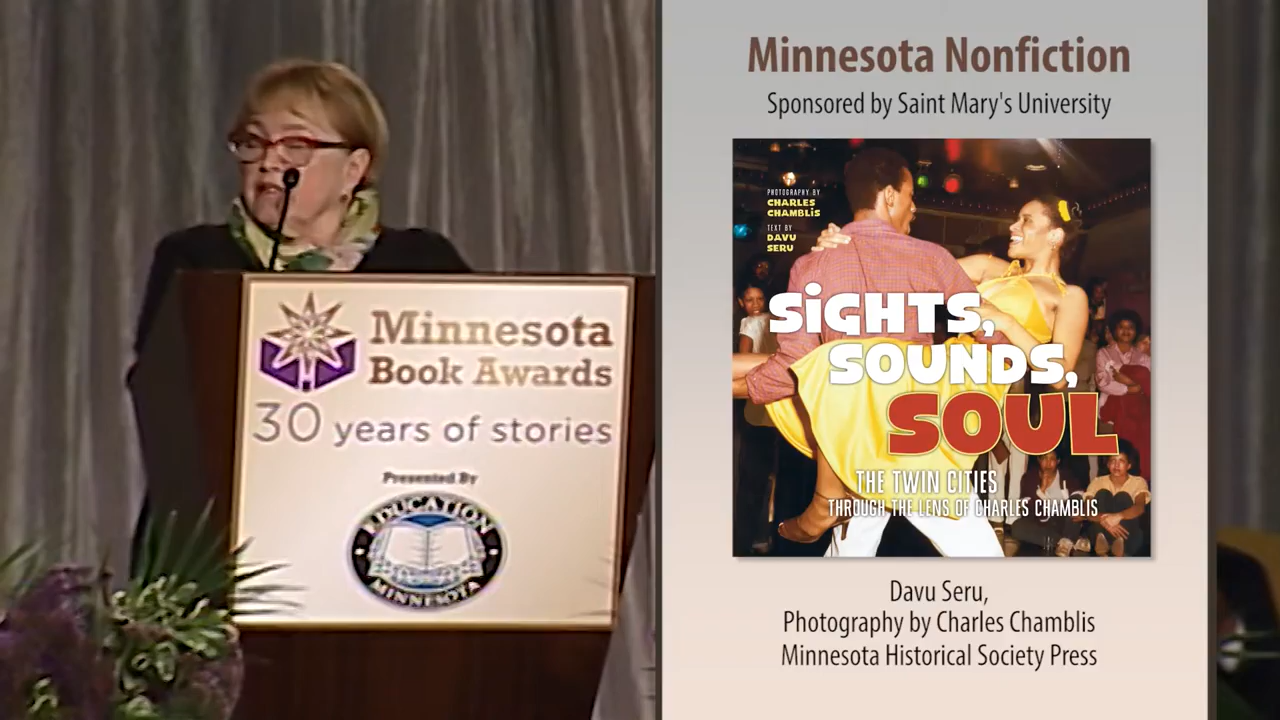 Minnesota
Book Awards
30 years of stories
Presented By
EDUCATION
MINNESOTA
Minnesota Nonfiction
Sponsored by Saint Mary's University
PHOTOGRAPHY BY
CHARLES
CHAMBLIS
TEXT BY
DAVU
SERU
SiGHTS,
SOUNDS,
SOUL
THE TWIN CITIES
THROUGH THE LENS OF CHARLES CHAMBLIS
Davu Seru,
Photography by Charles Chamblis
Minnesota Historical Society Press